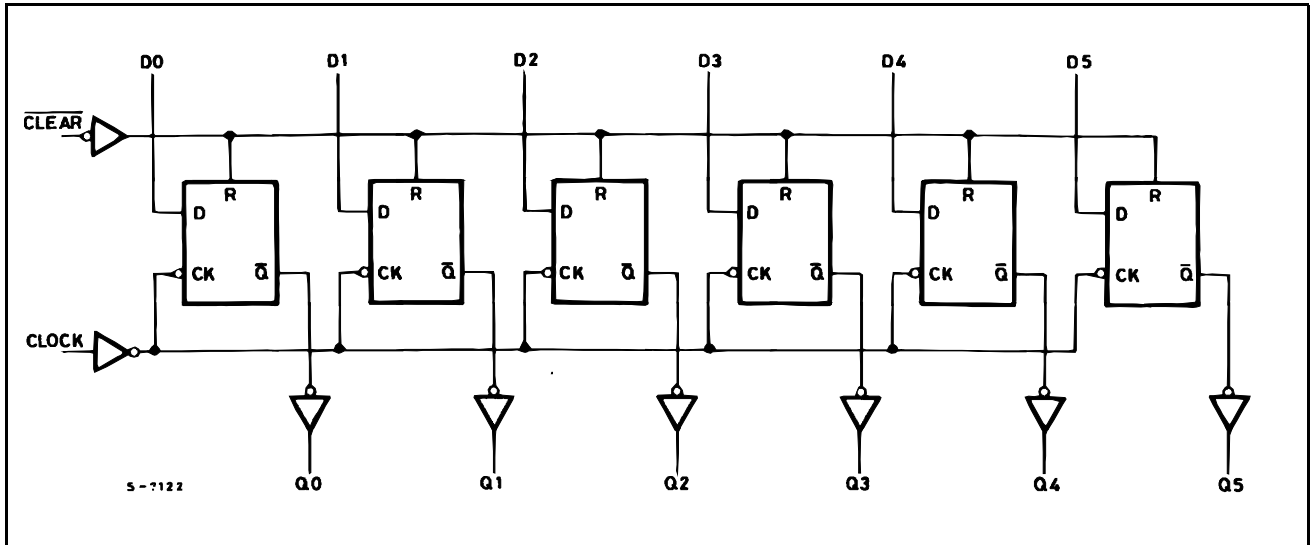 D0 D1 D2 D3 D4 D5
C̅L̅E̅A̅R̅
R R R R R R
D D D D D D
CK Q̅ CK Q̅ CK Q̅ CK Q̅ CK Q̅ CK Q̅
CLOCK
Q0 Q1 Q2 Q3 Q4 Q5